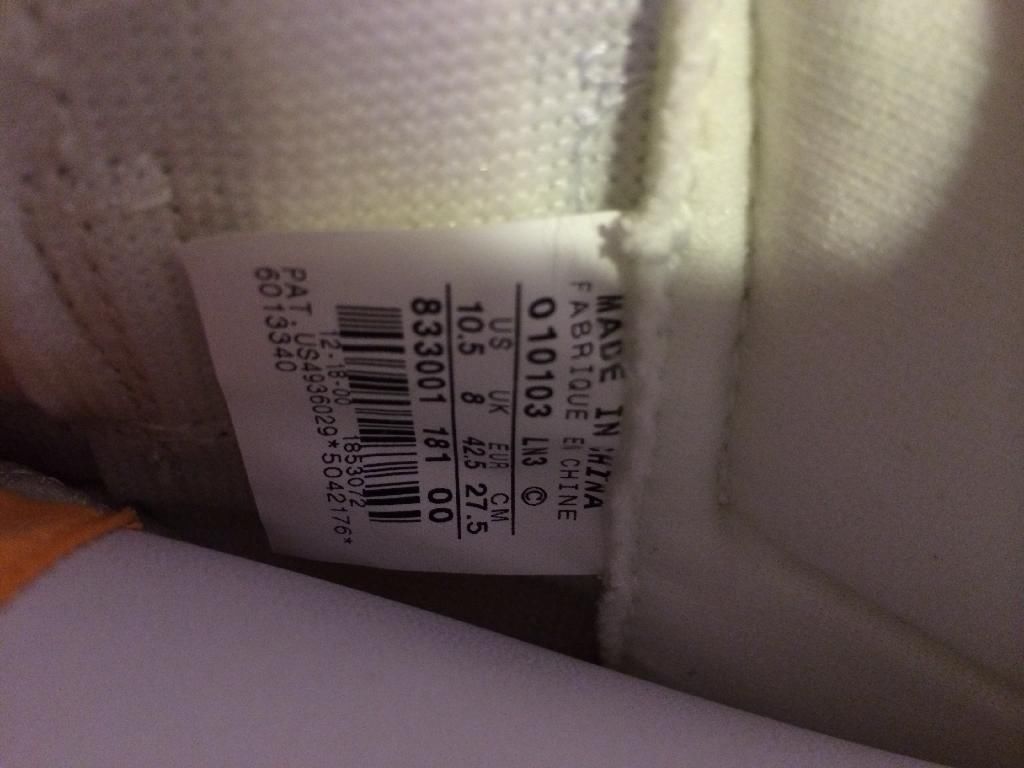 MADE IN HINA
FABRIQUE EN CHINE
010103 LN3 ©
US UK EUR CM
10.5 8 42.5 27.5
833001 181 00
12-18-00 1853072
PAT. US4936029*5042176*
6013340